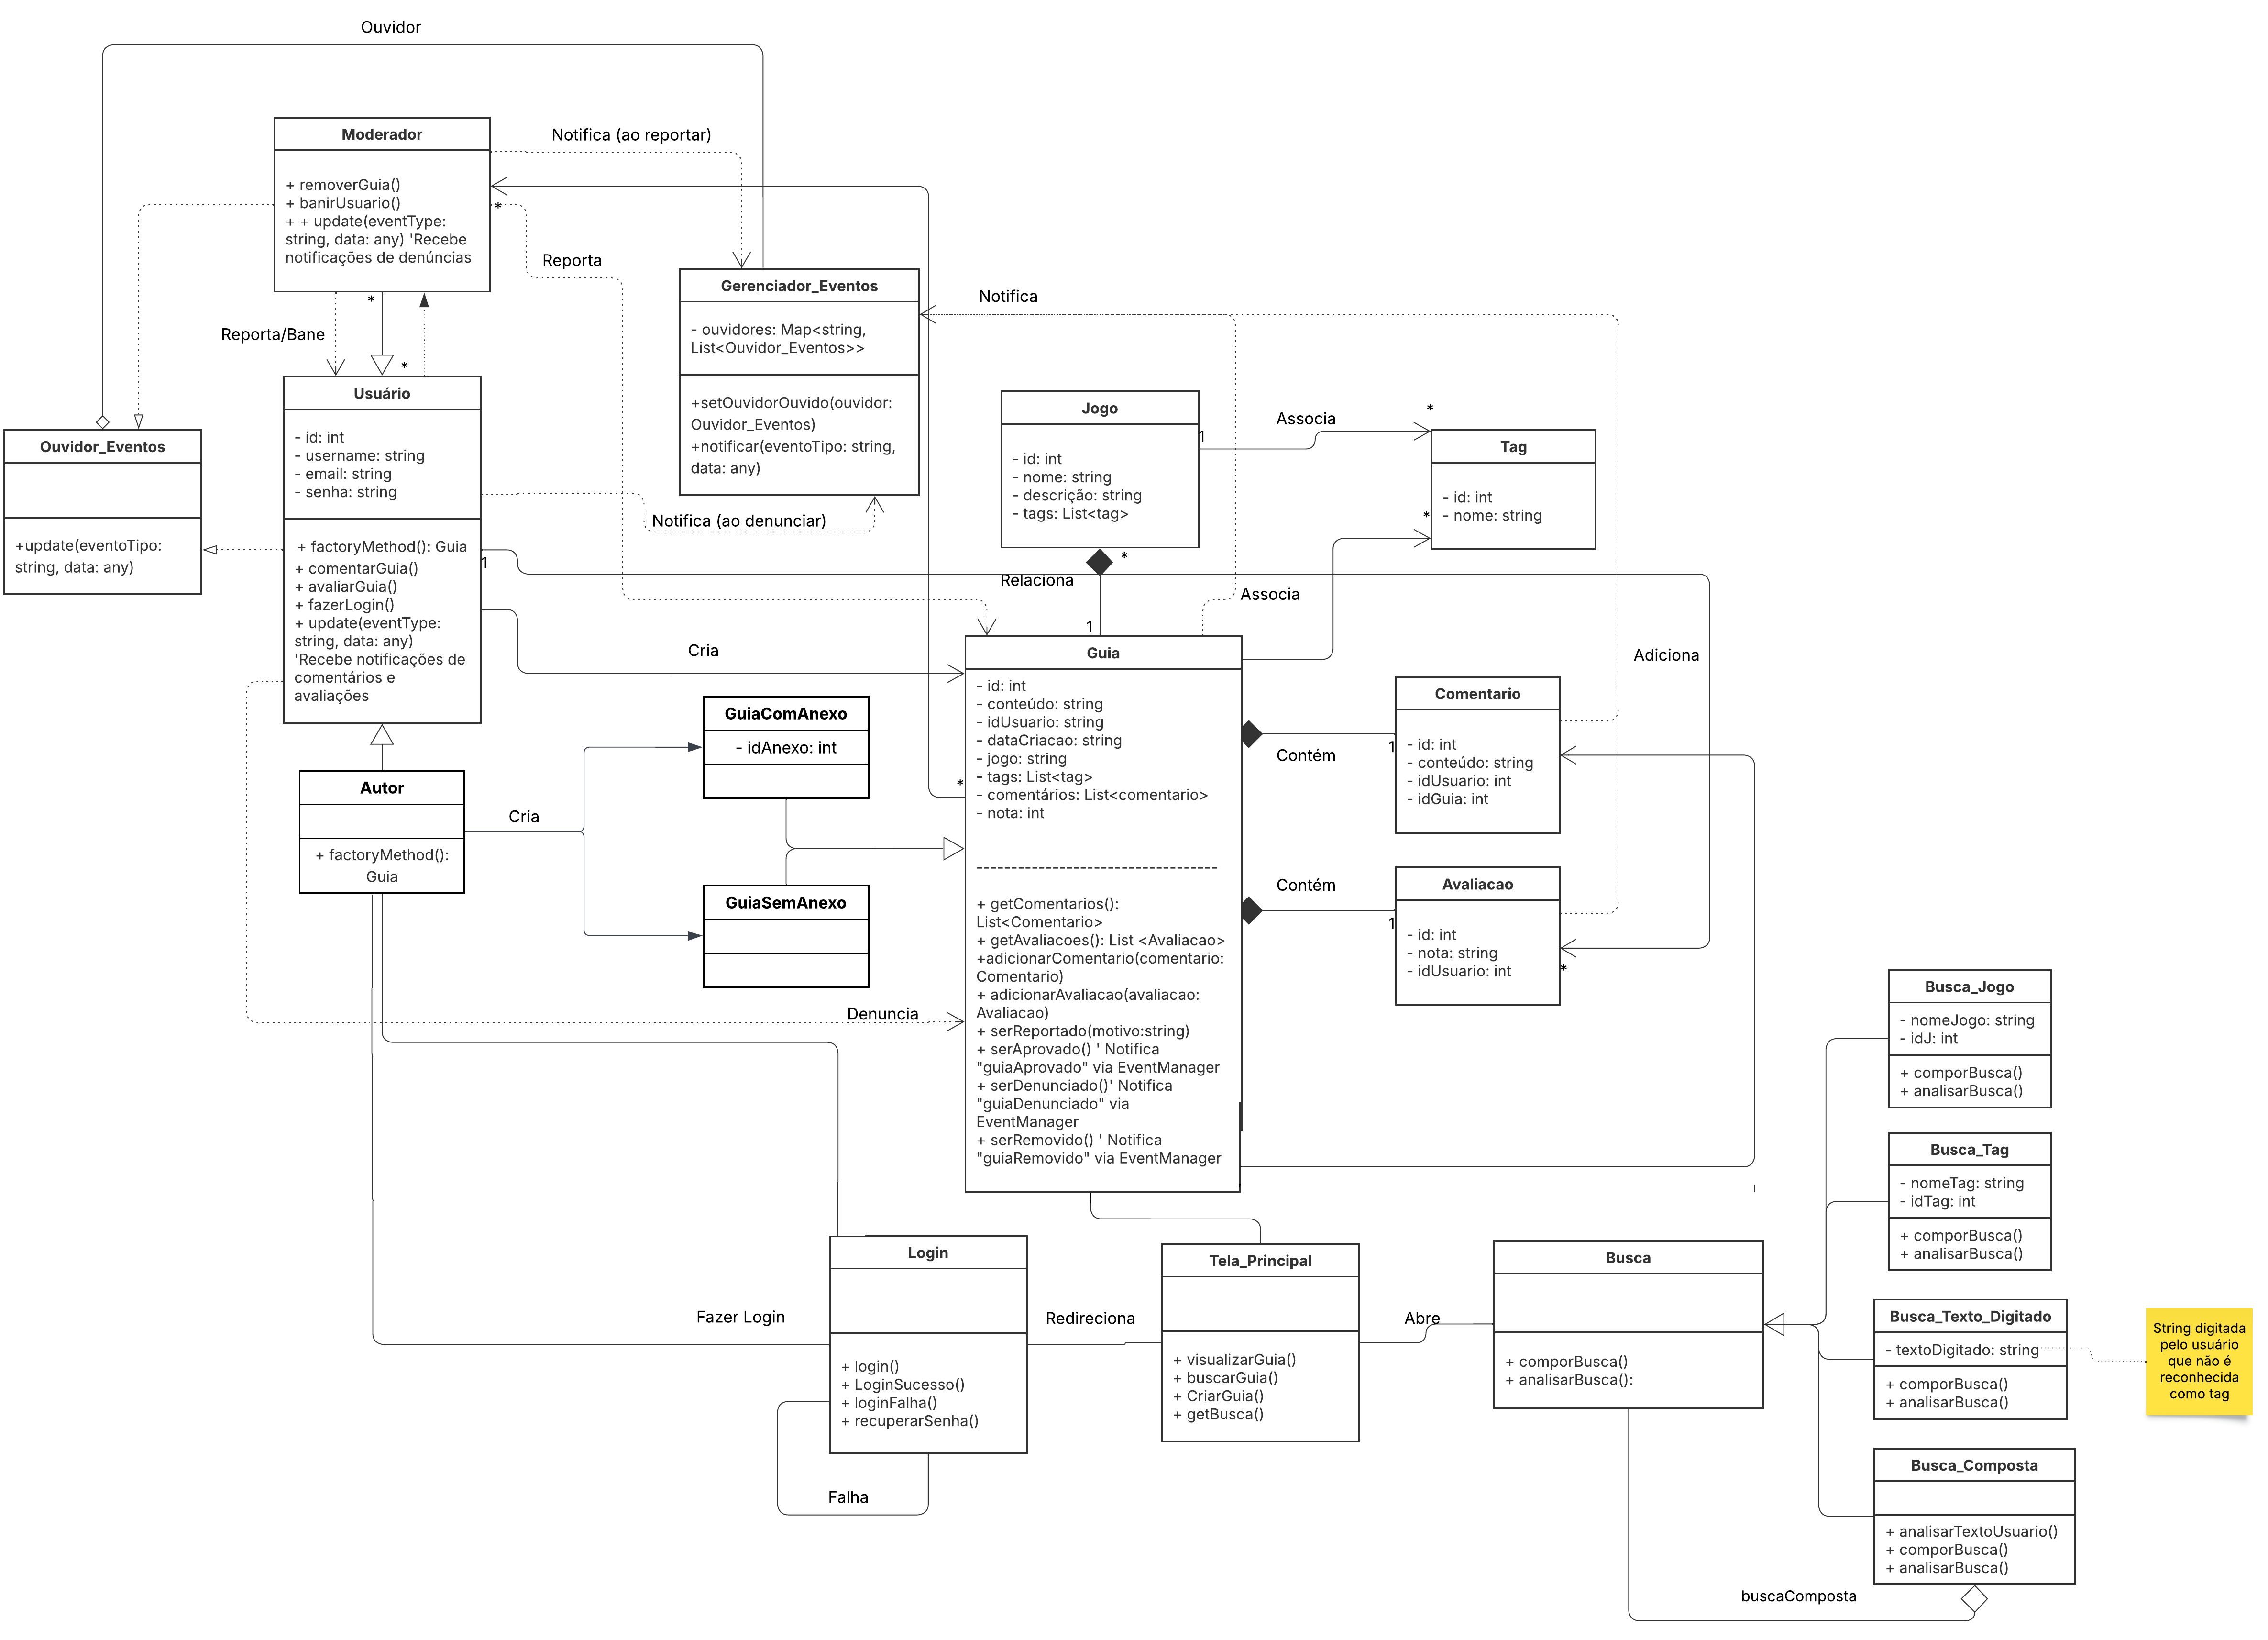 Ouvidor
Moderador
+ removerGuia()
+ banirUsuario()
+ + update(eventType:
string, data: any) 'Recebe
notificações de denúncias
Notifica (ao reportar)
*
Reporta
*
Reporta/Bane
*
Gerenciador_Eventos
- ouvidores: Map<string,
List<Ouvidor_Eventos>>
+setOuvidorOuvido(ouvidor:
Ouvidor_Eventos)
+notificar(eventoTipo: string,
data: any)
Notifica
Usuário
- id: int
- username: string
- email: string
- senha: string
+ factoryMethod(): Guia
+ comentarGuia()
+ avaliarGuia()
+ fazerLogin()
+ update(eventType:
string, data: any)
'Recebe notificações de
comentários e
avaliações
1
Ouvidor_Eventos
+update(eventoTipo:
string, data: any)
Notifica (ao denunciar)
Jogo
- id: int
- nome: string
- descrição: string
- tags: List<tag>
1
Associa
*
Tag
- id: int
- nome: string
*
*
Relaciona
1
Associa
Cria
Guia
- id: int
- conteúdo: string
- idUsuario: string
- dataCriacao: string
- jogo: string
- tags: List<tag>
- comentários: List<comentario>
- nota: int
------------------------------------
+ getComentarios():
List<Comentario>
+ getAvaliacoes(): List <Avaliacao>
+adicionarComentario(comentario:
Comentario)
+ adicionarAvaliacao(avaliacao:
Avaliacao)
+ serReportado(motivo:string)
+ serAprovado() ' Notifica
"guiaAprovado" via EventManager
+ serDenunciado()' Notifica
"guiaDenunciado" via
EventManager
+ serRemovido() ' Notifica
"guiaRemovido" via EventManager
*
Adiciona
Comentario
- id: int
- conteúdo: string
- idUsuario: int
- idGuia: int
1
Contém
GuiaComAnexo
- idAnexo: int
Autor
+ factoryMethod():
Guia
Cria
GuiaSemAnexo
Contém
Avaliacao
- id: int
- nota: string
- idUsuario: int
1
*
Denuncia
Busca_Jogo
- nomeJogo: string
- idJ: int
+ comporBusca()
+ analisarBusca()
Busca_Tag
- nomeTag: string
- idTag: int
+ comporBusca()
+ analisarBusca()
Login
+ login()
+ LoginSucesso()
+ loginFalha()
+ recuperarSenha()
Fazer Login
Redireciona
Tela_Principal
+ visualizarGuia()
+ buscarGuia()
+ CriarGuia()
+ getBusca()
Abre
Busca
+ comporBusca()
+ analisarBusca():
Busca_Texto_Digitado
- textoDigitado: string
+ comporBusca()
+ analisarBusca()
String digitada
pelo usuário
que não é
reconhecida
como tag
Busca_Composta
+ analisarTextoUsuario()
+ comporBusca()
+ analisarBusca()
Falha
buscaComposta